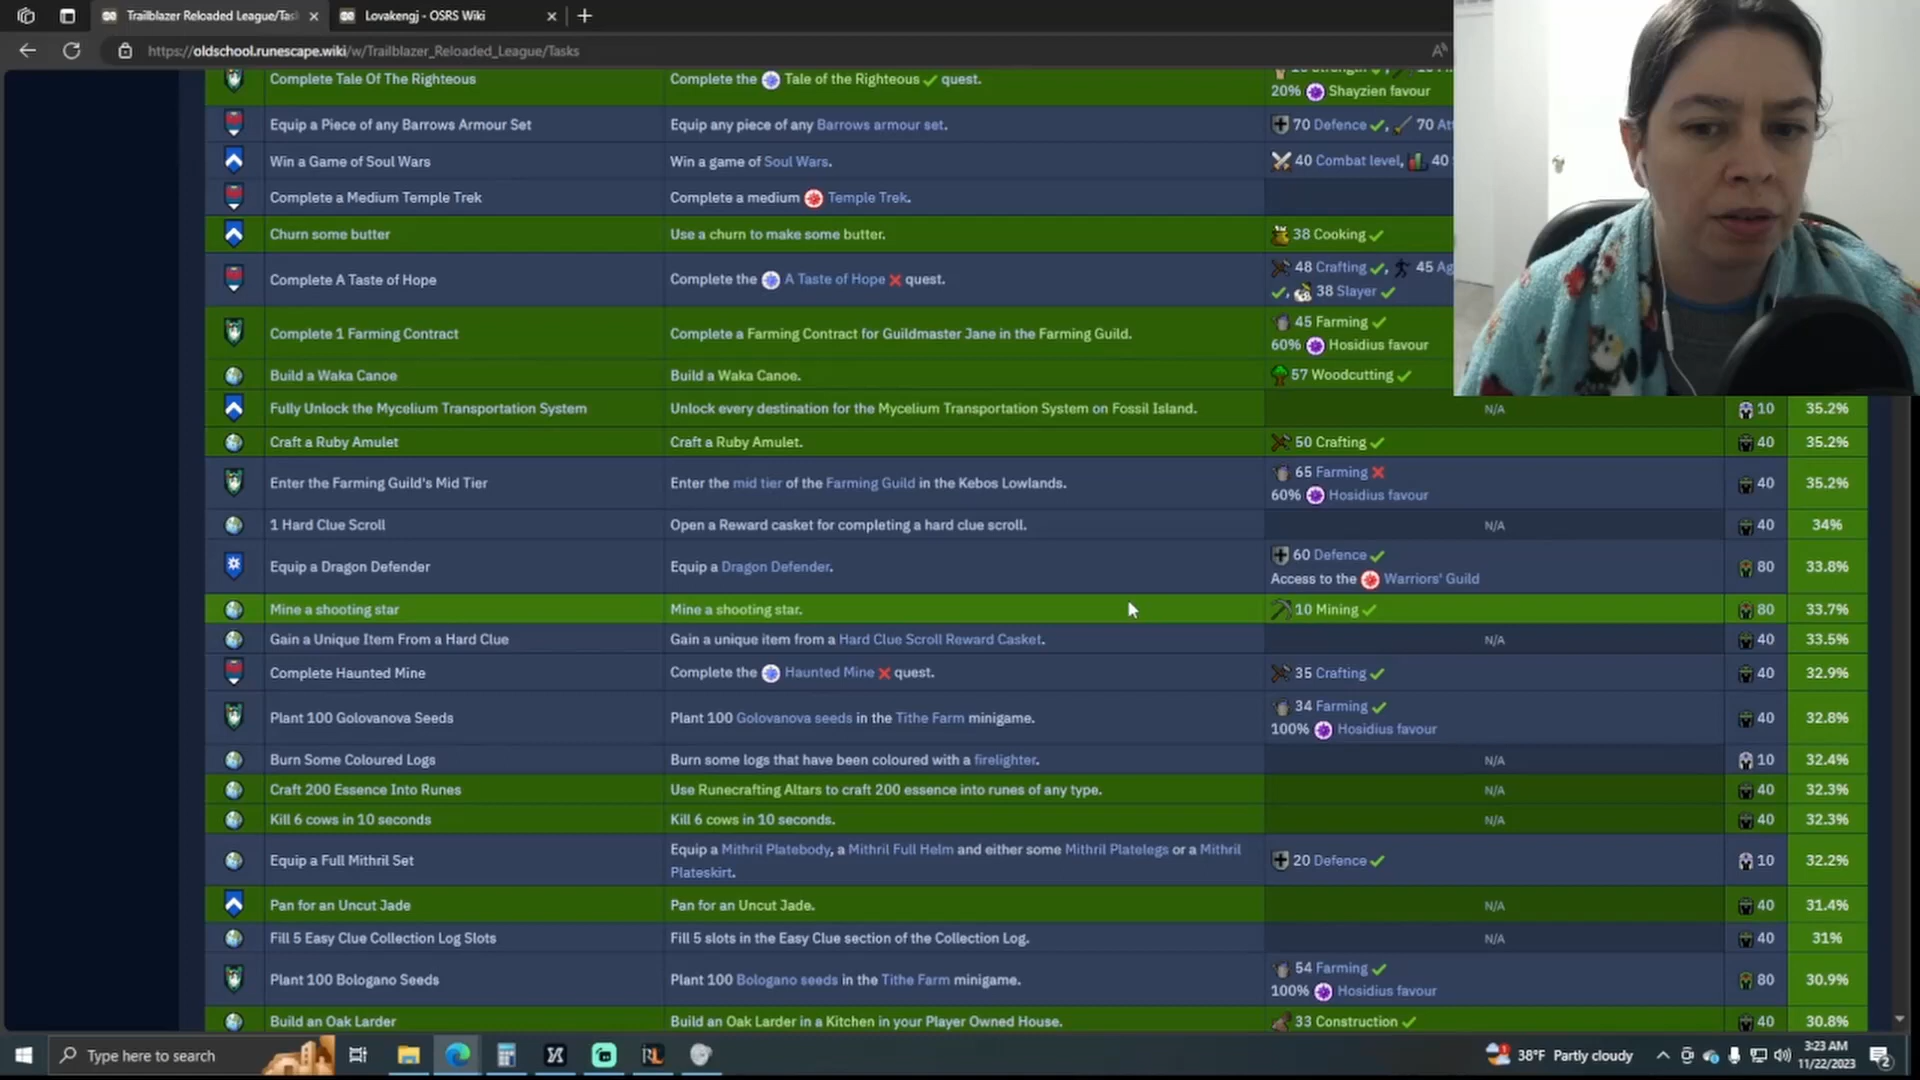 Trailblazer Reloaded League/Tas
Lovakengj - OSRS Wiki
https://oldschool.runescape.wiki/w/Trailblazer_Reloaded_League/Tasks
Complete Tale Of The Righteous Complete the Tale of the Righteous quest.
20% Shayzien favour
Equip a Piece of any Barrows Armour Set Equip any piece of any Barrows armour set. 70 Defence, 70 At
Win a Game of Soul Wars Win a game of Soul Wars. 40 Combat level, 40
Complete a Medium Temple Trek Complete a medium Temple Trek.
Churn some butter Use a churn to make some butter. 38 Cooking
Complete A Taste of Hope Complete the A Taste of Hope quest. 48 Crafting, 45 Ag
, 38 Slayer
Complete 1 Farming Contract Complete a Farming Contract for Guildmaster Jane in the Farming Guild. 45 Farming
60% Hosidius favour
Build a Waka Canoe Build a Waka Canoe. 57 Woodcutting
Fully Unlock the Mycelium Transportation System Unlock every destination for the Mycelium Transportation System on Fossil Island. N/A 10 35.2%
Craft a Ruby Amulet Craft a Ruby Amulet. 50 Crafting 40 35.2%
Enter the Farming Guild's Mid Tier Enter the mid tier of the Farming Guild in the Kebos Lowlands. 65 Farming 40 35.2%
60% Hosidius favour
1 Hard Clue Scroll Open a Reward casket for completing a hard clue scroll. N/A 40 34%
Equip a Dragon Defender Equip a Dragon Defender. 60 Defence 80 33.8%
Access to the Warriors' Guild
Mine a shooting star Mine a shooting star. 10 Mining 80 33.7%
Gain a Unique Item From a Hard Clue Gain a unique item from a Hard Clue Scroll Reward Casket. N/A 40 33.5%
Complete Haunted Mine Complete the Haunted Mine quest. 35 Crafting 40 32.9%
Plant 100 Golovanova Seeds Plant 100 Golovanova seeds in the Tithe Farm minigame. 34 Farming 40 32.8%
100% Hosidius favour
Burn Some Coloured Logs Burn some logs that have been coloured with a firelighter. N/A 10 32.4%
Craft 200 Essence Into Runes Use Runecrafting Altars to craft 200 essence into runes of any type. N/A 40 32.3%
Kill 6 cows in 10 seconds Kill 6 cows in 10 seconds. N/A 40 32.3%
Equip a Full Mithril Set Equip a Mithril Platebody, a Mithril Full Helm and either some Mithril Platelegs or a Mithril 20 Defence 10 32.2%
Plateskirt.
Pan for an Uncut Jade Pan for an Uncut Jade. N/A 40 31.4%
Fill 5 Easy Clue Collection Log Slots Fill 5 slots in the Easy Clue section of the Collection Log. N/A 40 31%
Plant 100 Bologano Seeds Plant 100 Bologano seeds in the Tithe Farm minigame. 54 Farming 80 30.9%
100% Hosidius favour
Build an Oak Larder Build an Oak Larder in a Kitchen in your Player Owned House. 33 Construction 40 30.8%
Type here to search
38°F Partly cloudy
3:23 AM
11/22/2023
2